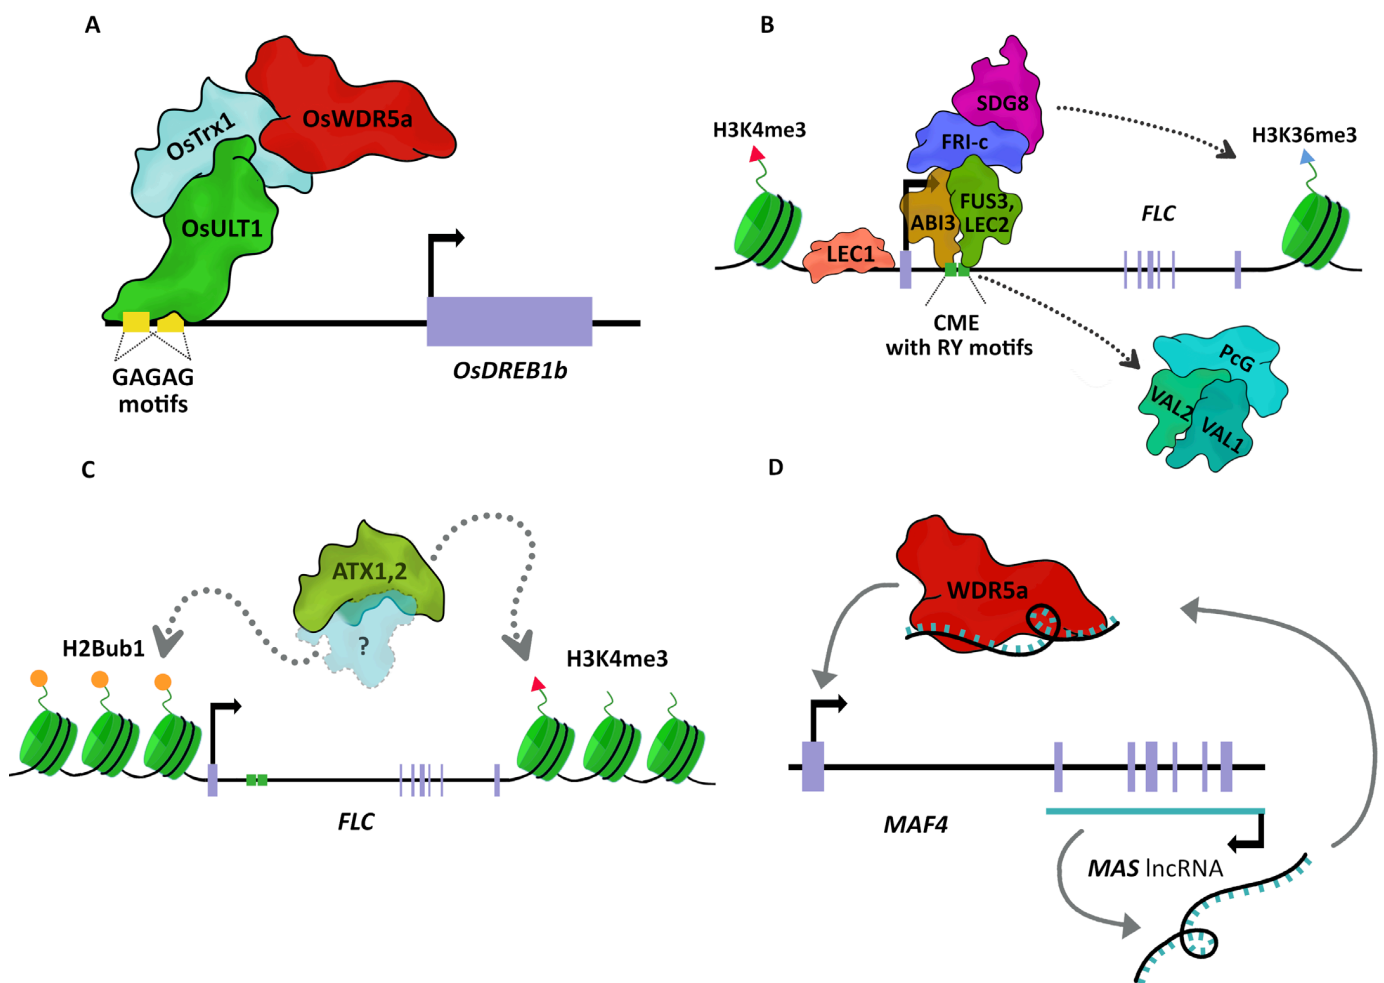 A
OsTrx1
OsWDR5a
OsULT1
GAGAG
motifs
OsDREB1b
B
SDG8
H3K4me3
FRI-c
H3K36me3
ABI3
FUS3,
LEC2
FLC
LEC1
CME
with RY motifs
PcG
VAL2
VAL1
C
ATX1,2
?
H2Bub1
H3K4me3
FLC
D
WDR5a
MAF4
MAS lncRNA